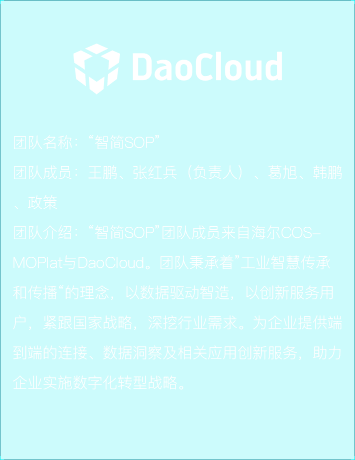 DaoCloud
团队名称：“智简SOP”
团队成员：王鹏、张红兵（负责人）、葛旭、韩鹏
、政策
团队介绍：“智简SOP”团队成员来自海尔COS-
MOPlat与DaoCloud。团队秉承着“工业智慧传承
和传播”的理念，以数据驱动智造，以创新服务用
户，紧跟国家战略，深挖行业需求。为企业提供端
到端的连接、数据洞察及相关应用创新服务，助力
企业实施数字化转型战略。